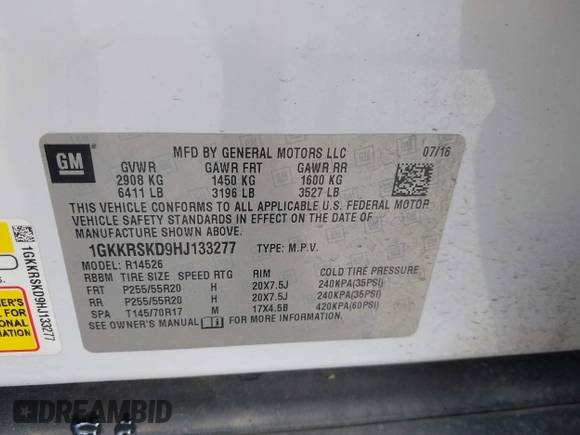 MFD BY GENERAL MOTORS LLC 07/16
GM
GVWR GAWR FRT GAWR RR
2908 KG 1450 KG 1600 KG
6411 LB 3196 LB 3527 LB
THIS VEHICLE CONFORMS TO ALL APPLICABLE U.S. FEDERAL MOTOR
VEHICLE SAFETY STANDARDS IN EFFECT ON THE DATE OF
MANUFACTURE SHOWN ABOVE.
1GKKRSKD9HJ133277 TYPE: M.P.V.
MODEL: R14526
RBBM TIRE SIZE SPEED RTG RIM COLD TIRE PRESSURE
FRT P255/55R20 H 20X7.5J 240KPA(35PSI)
RR P255/55R20 H 20X7.5J 240KPA(35PSI)
SPA T145/70R17 M 17X4.5B 420KPA(60PSI)
SEE OWNER'S MANUAL FOR MORE INFORMATION
1GKKRSKD9HJ133277
'S
L FOR
ONAL
MATION
DREAMBID